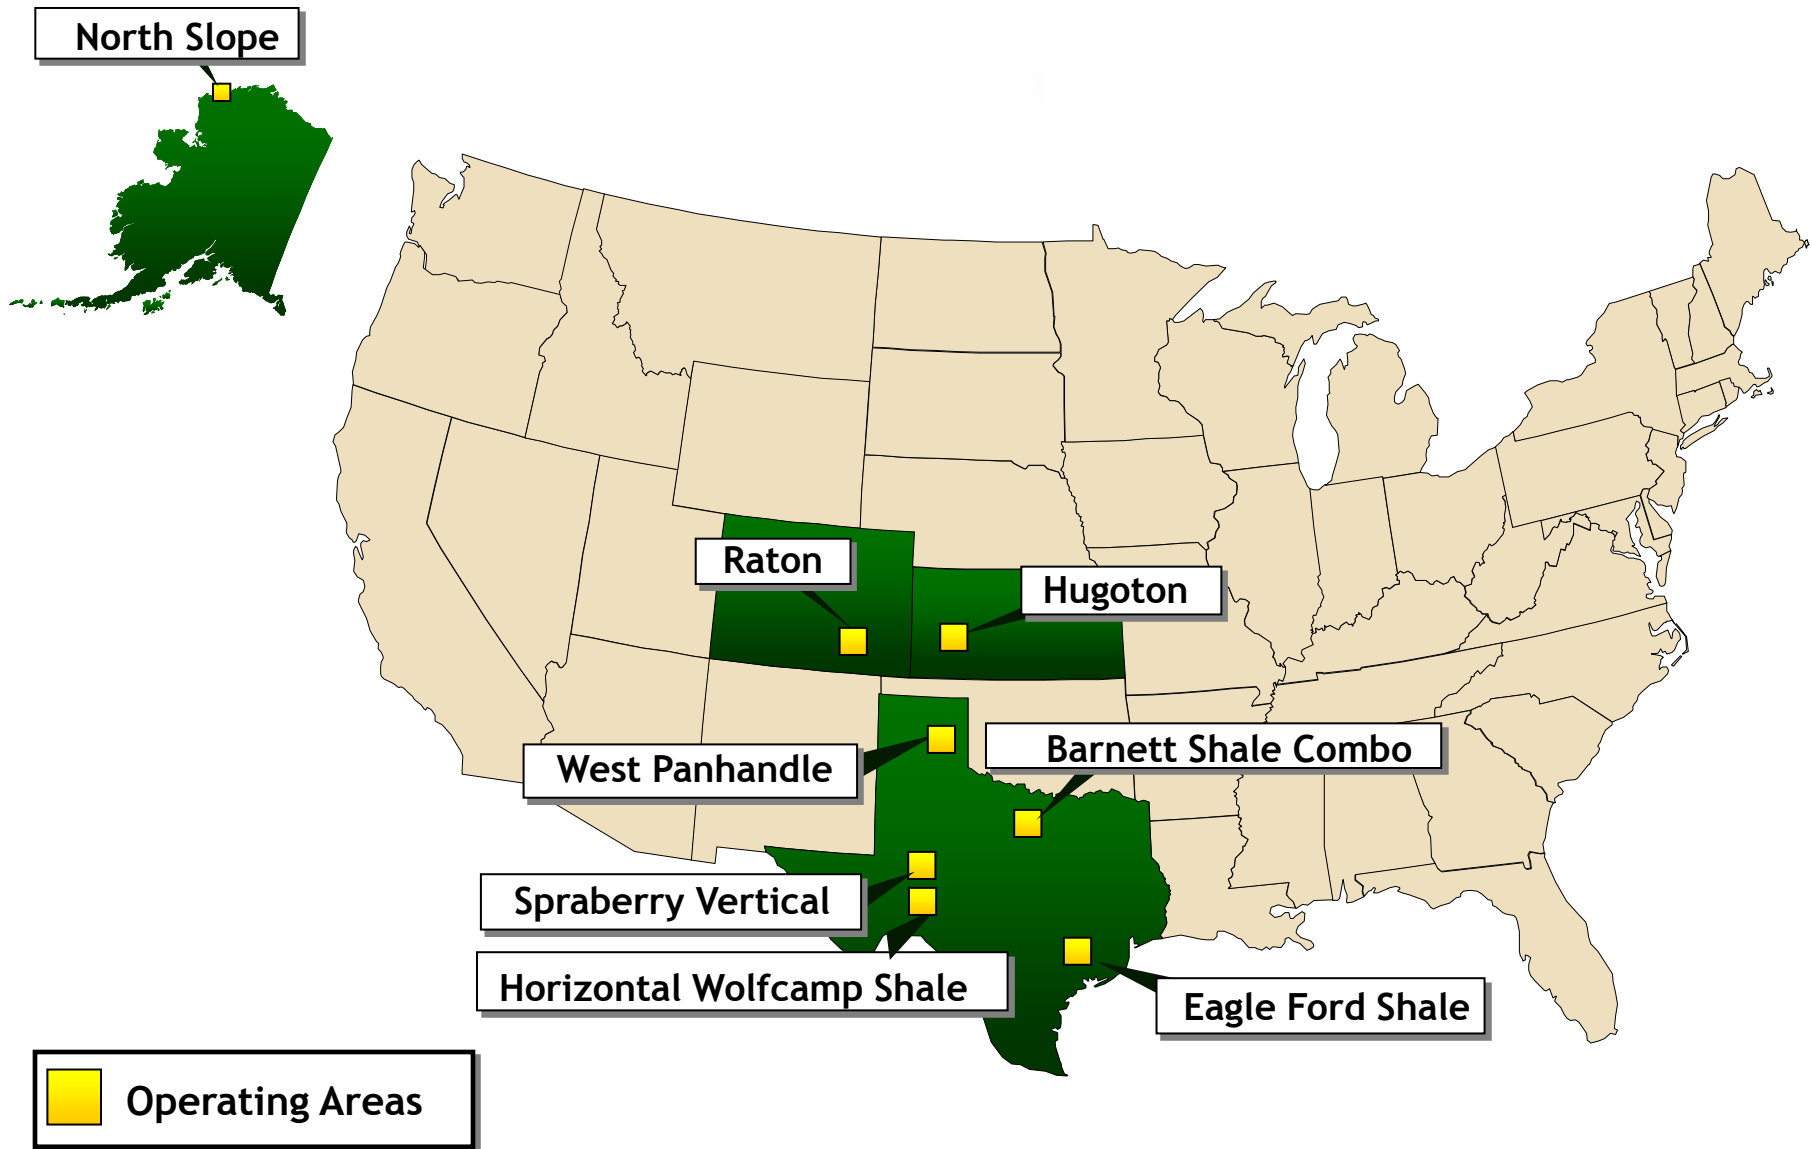 North Slope
Raton
Hugoton
Barnett Shale Combo
West Panhandle
Spraberry Vertical
Horizontal Wolfcamp Shale
Eagle Ford Shale
Operating Areas